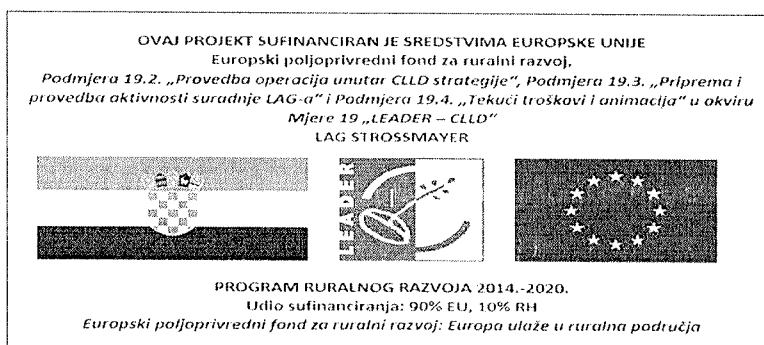 OVAJ PROJEKT SUFINANCIRAN JE SREDSTVIMA EUROPSKE UNIJE
Europski poljoprivredni fond za ruralni razvoj,
Podmjera 19.2. „Provedba operacija unutar CLLD strategije“, Podmjera 19.3. „Priprema i
provedba aktivnosti suradnje LAG-a“ i Podmjera 19.4. „Tekući troškovi i animacija“ u okviru
Mjere 19 „LEADER – CLLD“
LAG STROSSMAYER
LEADER
PROGRAM RURALNOG RAZVOJA 2014.-2020.
Udio sufinanciranja: 90% EU, 10% RH
Europski poljoprivredni fond za ruralni razvoj: Europa ulaže u ruralna područja